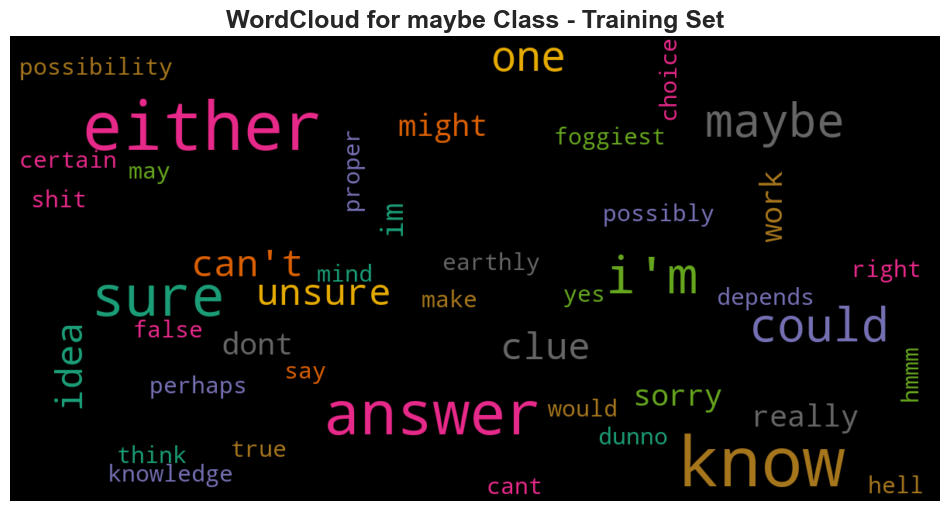 WordCloud for maybe Class - Training Set
possibility
one
choice
either
might
foggiest
maybe
certain
may
proper
shit
im
possibly
work
can't
mind
earthly
i'm
right
sure
unsure
make
yes
depends
false
could
idea
dont
clue
say
hmmm
perhaps
sorry
answer
would
really
dunno
think
true
know
knowledge
cant
hell